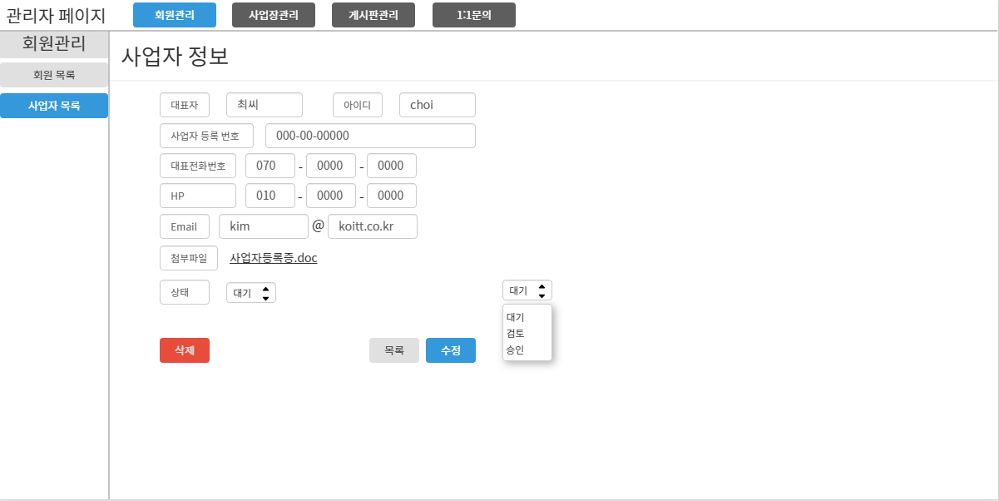 관리자 페이지 회원관리 사업장관리 게시판관리 1:1문의
회원관리
회원 목록
사업자 목록
사업자 정보
대표자 최씨 아이디 choi
사업자 등록 번호 000-00-00000
대표전화번호 070 - 0000 - 0000
HP 010 - 0000 - 0000
Email kim @ koitt.co.kr
첨부파일 사업자등록증.doc
상태 대기 대기
대기
검토
승인
삭제 목록 수정